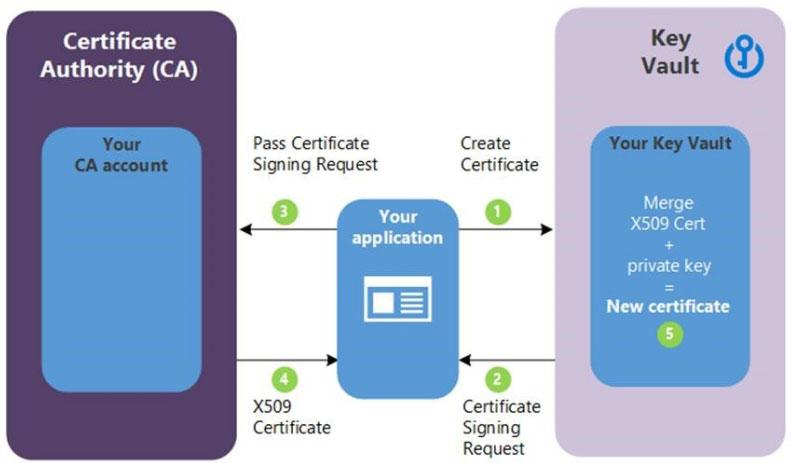 Certificate
Authority (CA)
Your
CA account
Pass Certificate
Signing Request
3
4
X509
Certificate
Your
application
Create
Certificate
1
2
Certificate
Signing
Request
Key
Vault
Your Key Vault
Merge
X509 Cert
+
private key
=
New certificate
5